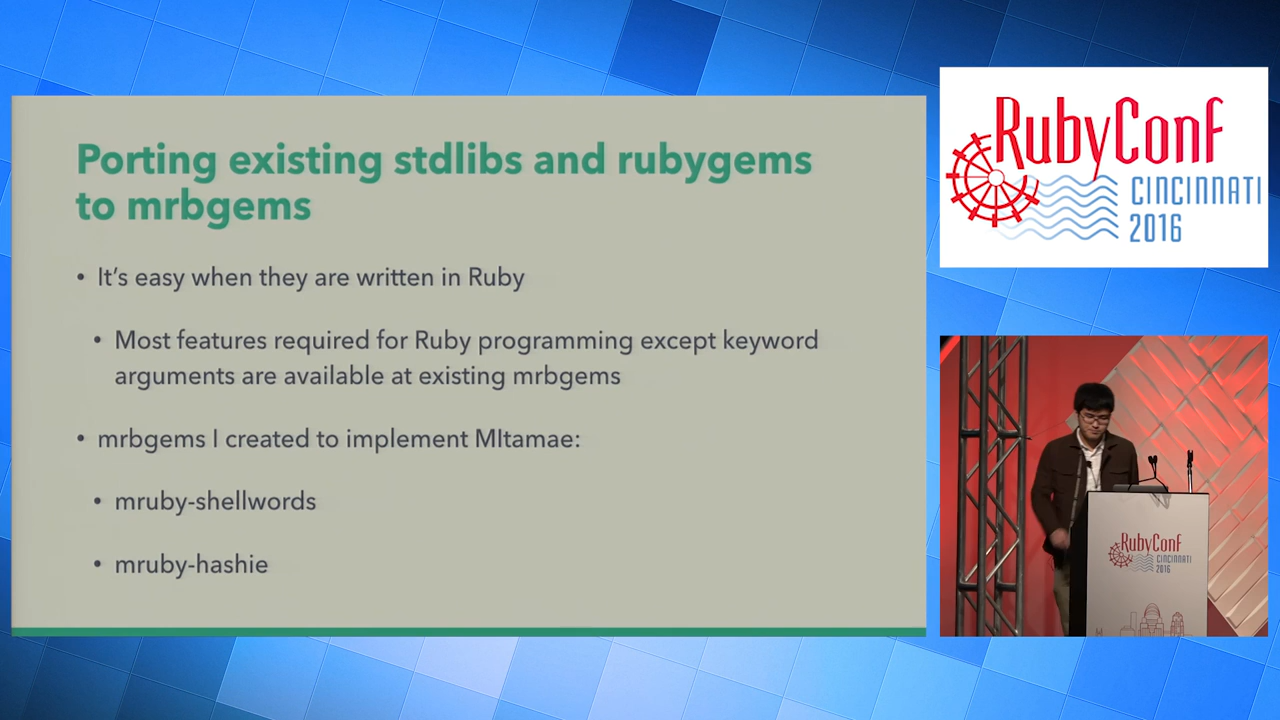 Porting existing stdlibs and rubygems
to mrbgems
• It's easy when they are written in Ruby
• Most features required for Ruby programming except keyword
arguments are available at existing mrbgems
• mrbgems I created to implement MItamae:
• mruby-shellwords
• mruby-hashie
RubyConf
CINCINNATI
2016
RubyConf
CINCINNATI
2016